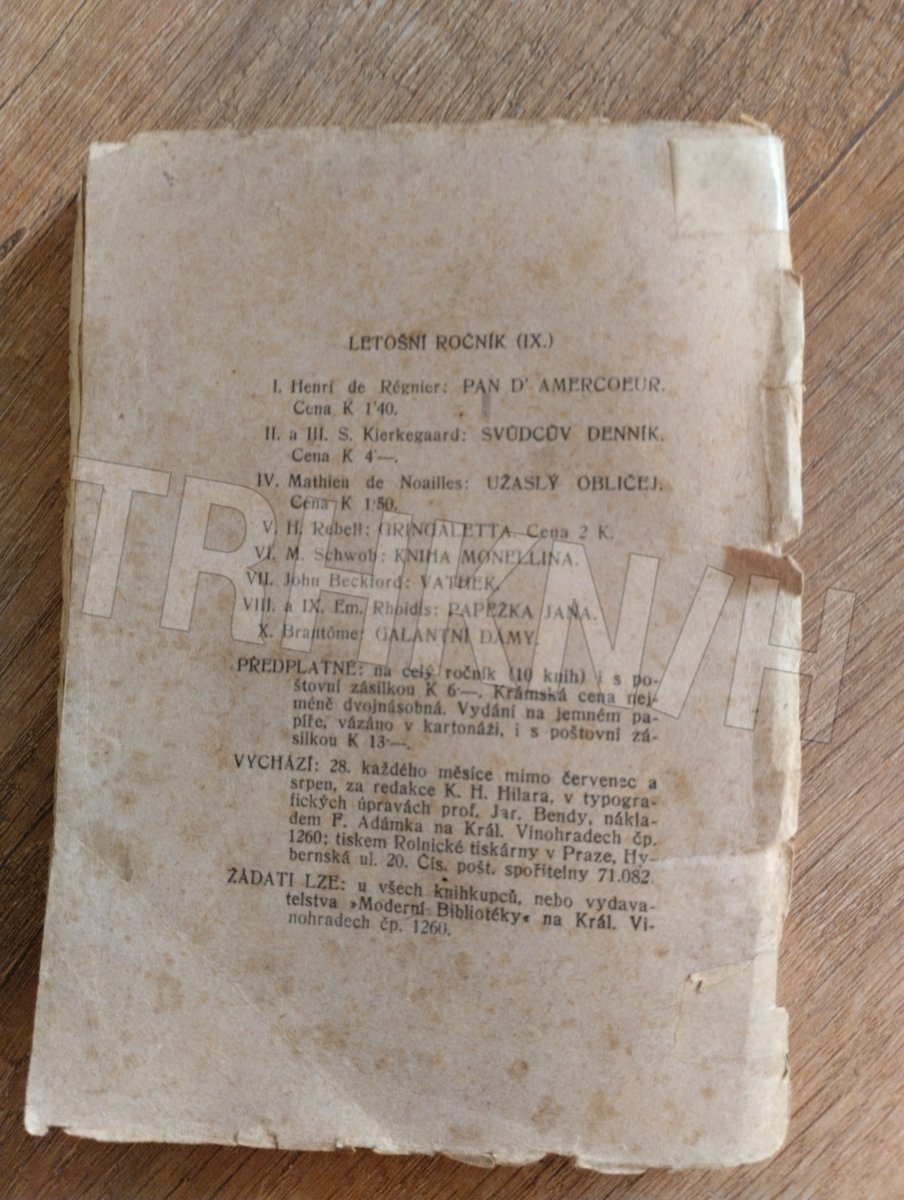 LETOŠNÍ ROČNÍK (IX.)
I. Henri de Régnier: PAN D' AMERCOEUR.
Cena K 1'40.
II. a III. S. Kierkegaard: SVŮDCŮV DENNÍK.
Cena K 4'—.
IV. Mathieu de Noailles: UŽASLÝ OBLIČEJ.
Cena K 1·50.
V. H. Rebell: GRINGALETTA. Cena 2 K.
VI. M. Schwob: KNIHA MONELLINA.
VII. John Beckford: VATHEK.
VIII. a IX. Em. Rhoidis: PAPEŽKA JANA.
X. Brantôme: GALANTNÍ DÁMY.
PŘEDPLATNÉ: na celý ročník (10 knih) i s po-
štovní zásilkou K 6·—. Krámská cena nej-
méně dvojnásobná. Vydání na jemném pa-
píře, vázáno v kartonáži, i s poštovní zá-
silkou K 13·—.
VYCHÁZÍ: 28. každého měsíce mimo červenec a
srpen, za redakce K. H. Hilara, v typogra-
fických úpravách prof. Jar. Bendy, nákla-
dem F. Adámka na Král. Vinohradech čp.
1260; tiskem Rolnické tiskárny v Praze, Hy-
bernská ul. 20. Čís. pošt. spořitelny 71.082.
ŽÁDATI LZE: u všech knihkupců, nebo vydava-
telstva »Moderní Bibliotéky« na Král. Vi-
nohradech čp. 1260.
TRHKNIH